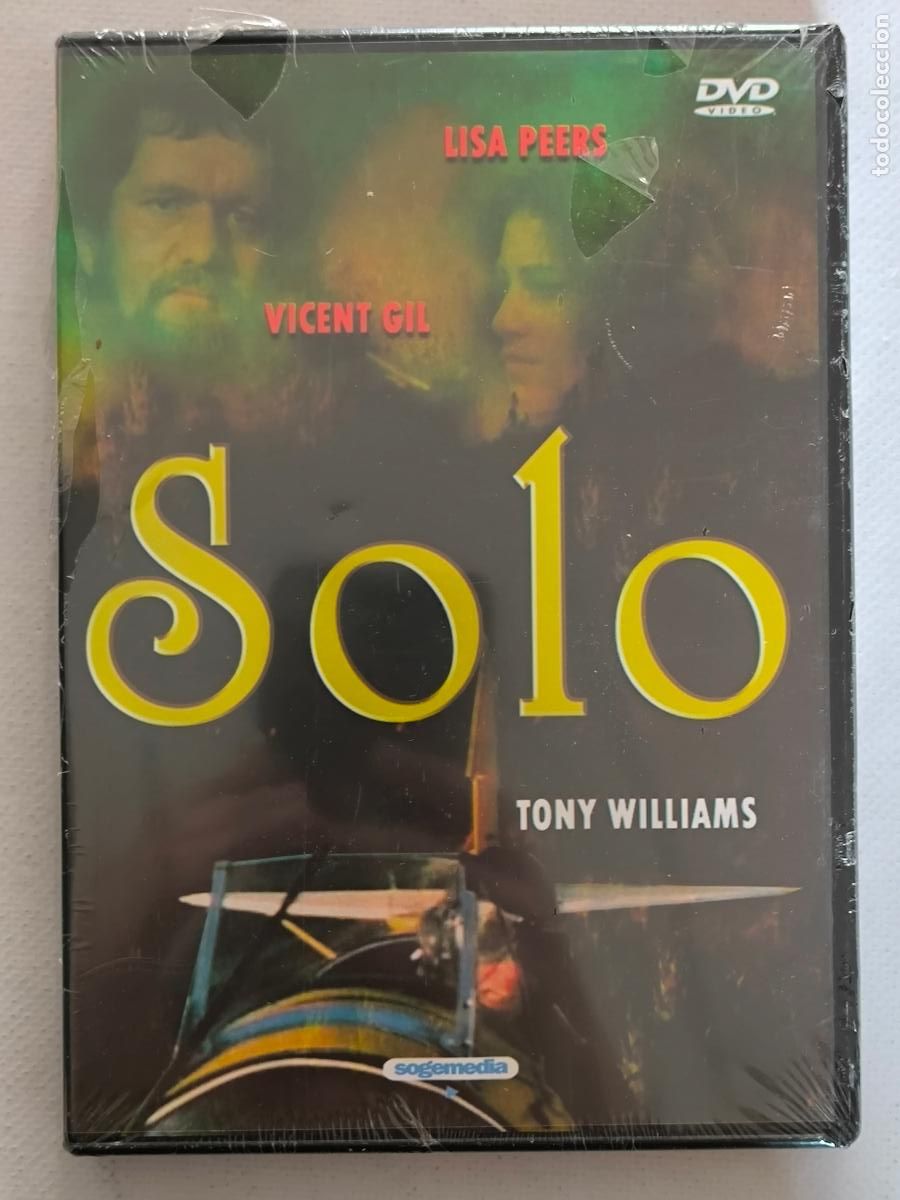 DVD
VIDEO
LISA PEERS
VICENT GIL
Solo
TONY WILLIAMS
sogemedia
todocoleccion